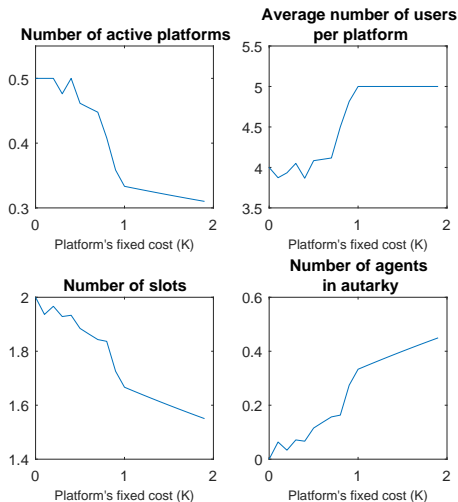 Number of active platforms
0.5
0.4
0.3
0
1
2
Platform's fixed cost (K)
Average number of users
per platform
5.5
5
4.5
4
3.5
0
1
2
Platform's fixed cost (K)
Number of slots
2
1.8
1.6
1.4
0
1
2
Platform's fixed cost (K)
Number of agents
in autarky
0.6
0.4
0.2
0
0
1
2
Platform's fixed cost (K)